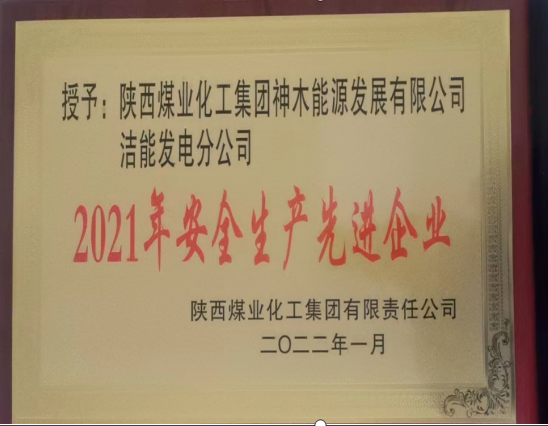 授予：陕西煤业化工集团神木能源发展有限公司
洁能发电分公司
2021年安全生产先进企业
陕西煤业化工集团有限责任公司
二〇二二年一月